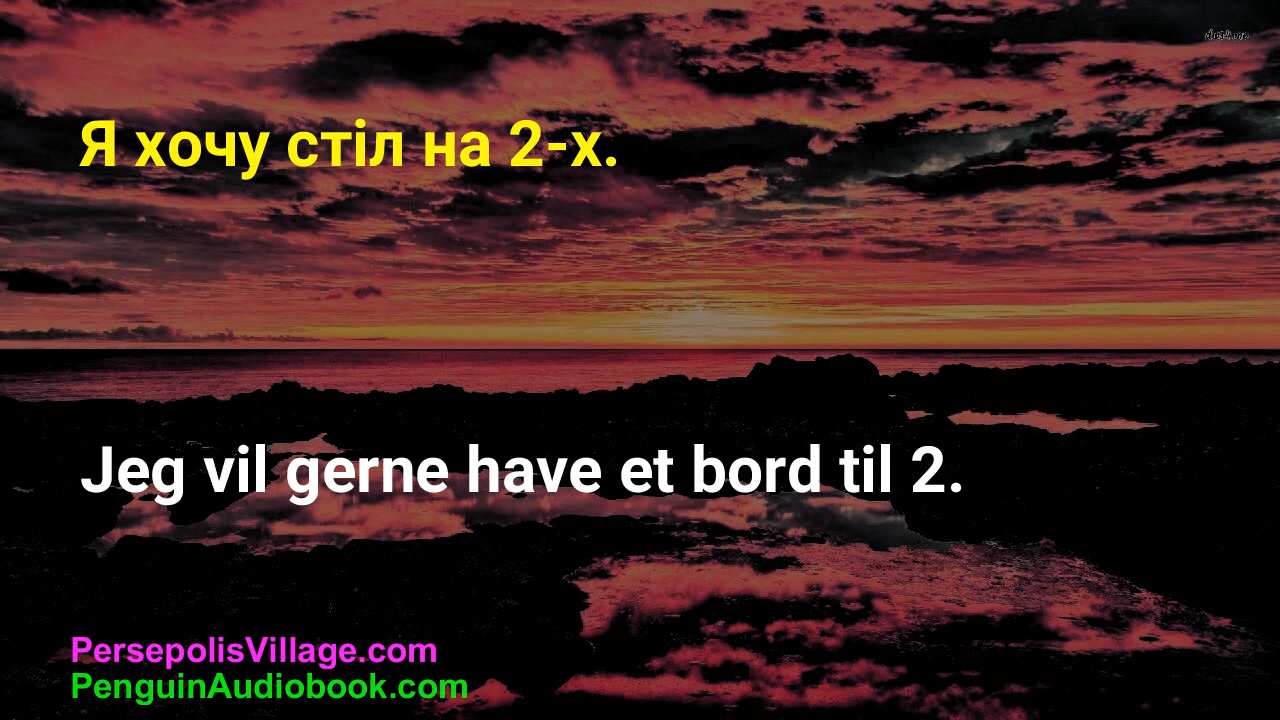 Я хочу стіл на 2-х.
Jeg vil gerne have et bord til 2.
PersepolisVillage.com
PenguinAudiobook.com